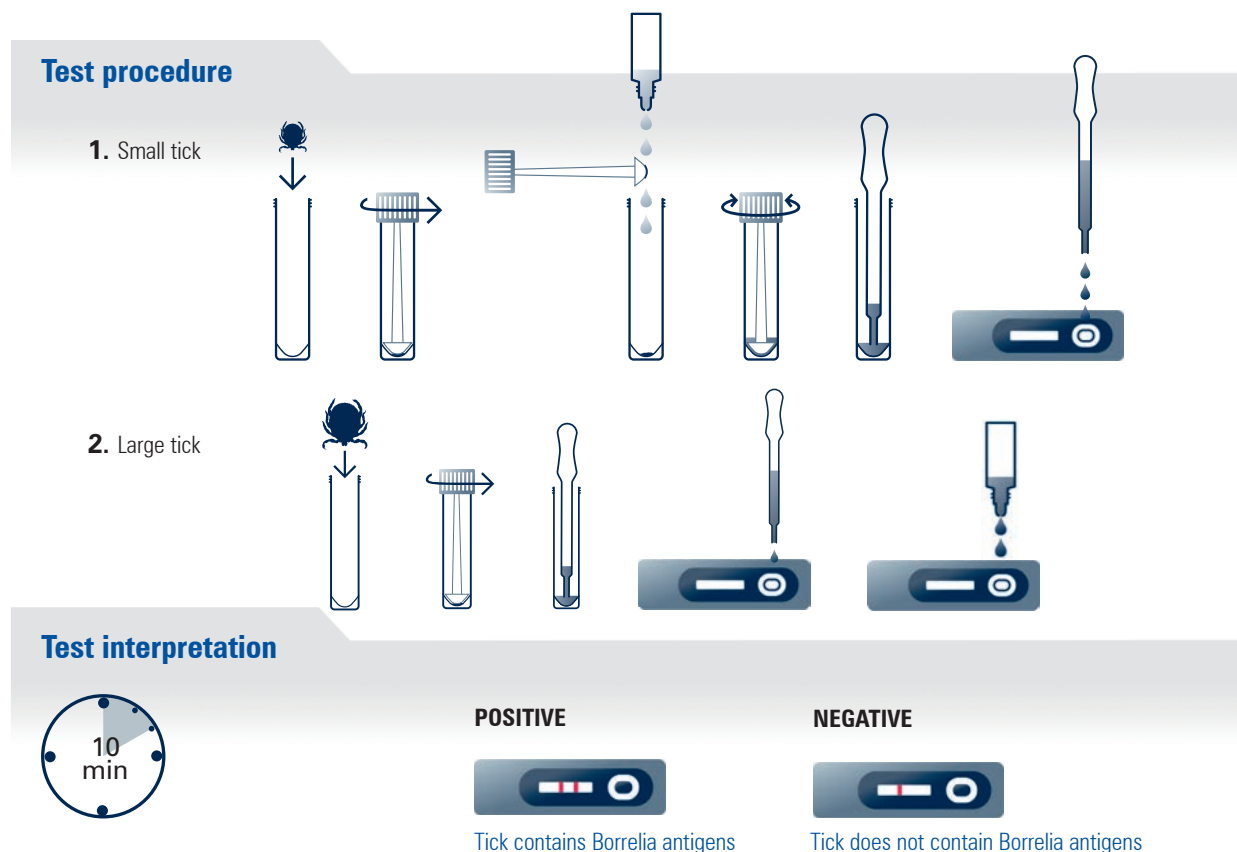 Test procedure
1. Small tick
2. Large tick
Test interpretation
10
min
POSITIVE
NEGATIVE
Tick contains Borrelia antigens
Tick does not contain Borrelia antigens